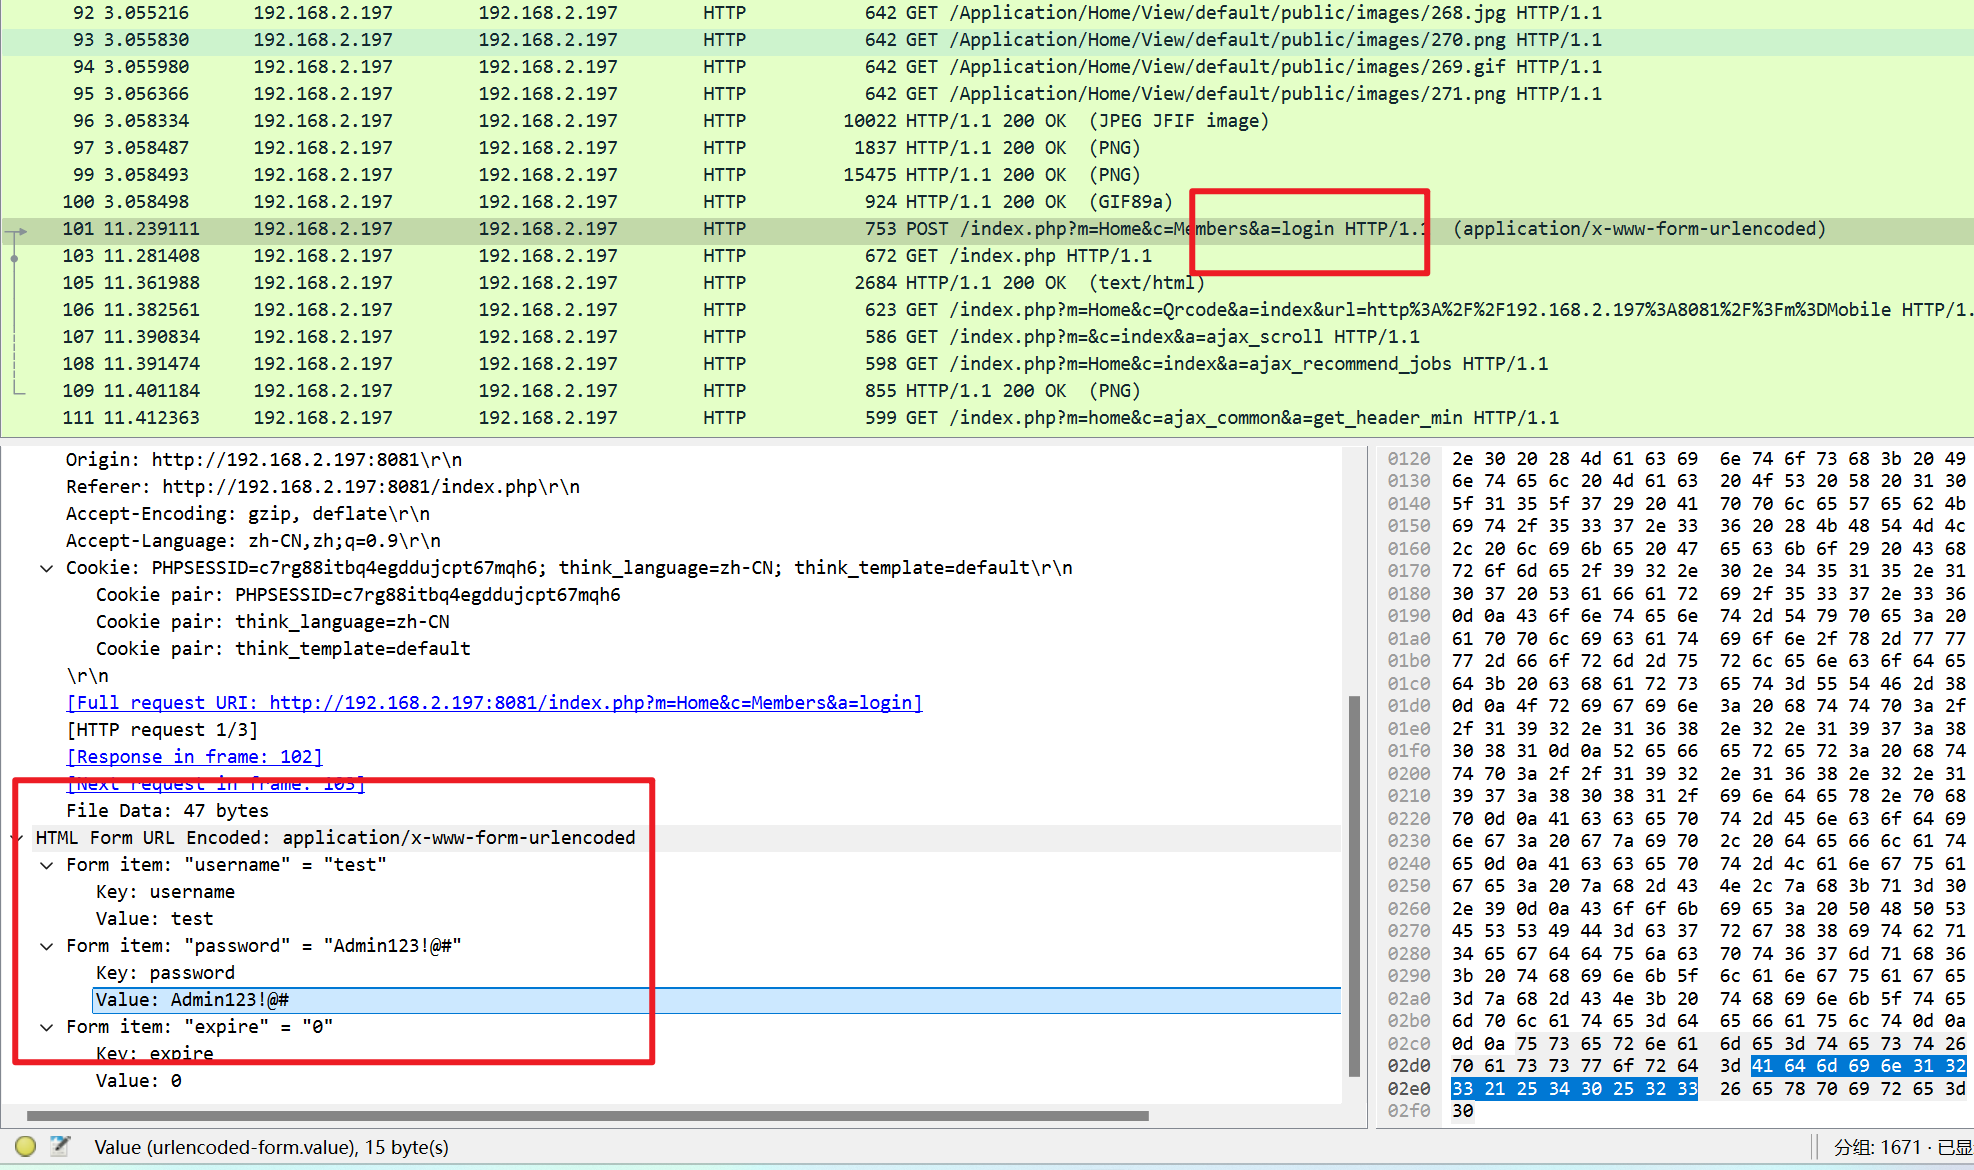 92 3.055216 192.168.2.197 192.168.2.197 HTTP 642 GET /Application/Home/View/default/public/images/268.jpg HTTP/1.1
93 3.055830 192.168.2.197 192.168.2.197 HTTP 642 GET /Application/Home/View/default/public/images/270.png HTTP/1.1
94 3.055980 192.168.2.197 192.168.2.197 HTTP 642 GET /Application/Home/View/default/public/images/269.gif HTTP/1.1
95 3.056366 192.168.2.197 192.168.2.197 HTTP 642 GET /Application/Home/View/default/public/images/271.png HTTP/1.1
96 3.058334 192.168.2.197 192.168.2.197 HTTP 10022 HTTP/1.1 200 OK (JPEG JFIF image)
97 3.058487 192.168.2.197 192.168.2.197 HTTP 1837 HTTP/1.1 200 OK (PNG)
99 3.058493 192.168.2.197 192.168.2.197 HTTP 15475 HTTP/1.1 200 OK (PNG)
100 3.058498 192.168.2.197 192.168.2.197 HTTP 924 HTTP/1.1 200 OK (GIF89a)
101 11.239111 192.168.2.197 192.168.2.197 HTTP 753 POST /index.php?m=Home&c=Members&a=login HTTP/1.1 (application/x-www-form-urlencoded)
103 11.281408 192.168.2.197 192.168.2.197 HTTP 672 GET /index.php HTTP/1.1
105 11.361988 192.168.2.197 192.168.2.197 HTTP 2684 HTTP/1.1 200 OK (text/html)
106 11.382561 192.168.2.197 192.168.2.197 HTTP 623 GET /index.php?m=Home&c=Qrcode&a=index&url=http%3A%2F%2F192.168.2.197%3A8081%2F%3Fm%3DMobile HTTP/1.
107 11.390834 192.168.2.197 192.168.2.197 HTTP 586 GET /index.php?m=&c=index&a=ajax_scroll HTTP/1.1
108 11.391474 192.168.2.197 192.168.2.197 HTTP 598 GET /index.php?m=Home&c=index&a=ajax_recommend_jobs HTTP/1.1
109 11.401184 192.168.2.197 192.168.2.197 HTTP 855 HTTP/1.1 200 OK (PNG)
111 11.412363 192.168.2.197 192.168.2.197 HTTP 599 GET /index.php?m=home&c=ajax_common&a=get_header_min HTTP/1.1
Origin: http://192.168.2.197:8081\r\n
Referer: http://192.168.2.197:8081/index.php\r\n
Accept-Encoding: gzip, deflate\r\n
Accept-Language: zh-CN,zh;q=0.9\r\n
Cookie: PHPSESSID=c7rg88itbq4egddujcpt67mqh6; think_language=zh-CN; think_template=default\r\n
Cookie pair: PHPSESSID=c7rg88itbq4egddujcpt67mqh6
Cookie pair: think_language=zh-CN
Cookie pair: think_template=default
\r\n
[Full request URI: http://192.168.2.197:8081/index.php?m=Home&c=Members&a=login]
[HTTP request 1/3]
[Response in frame: 102]
[Next request in frame: 103]
File Data: 47 bytes
HTML Form URL Encoded: application/x-www-form-urlencoded
Form item: "username" = "test"
Key: username
Value: test
Form item: "password" = "Admin123!@#"
Key: password
Value: Admin123!@#
Form item: "expire" = "0"
Key: expire
Value: 0
0120 2e 30 20 28 4d 61 63 69 6e 74 6f 73 68 3b 20 49
0130 6e 74 65 6c 20 4d 61 63 20 4f 53 20 58 20 31 30
0140 5f 31 35 5f 37 29 20 41 70 70 6c 65 57 65 62 4b
0150 69 74 2f 35 33 37 2e 33 36 20 28 4b 48 54 4d 4c
0160 2c 20 6c 69 6b 65 20 47 65 63 6b 6f 29 20 43 68
0170 72 6f 6d 65 2f 39 32 2e 30 2e 34 35 31 35 2e 31
0180 30 37 20 53 61 66 61 72 69 2f 35 33 37 2e 33 36
0190 0d 0a 43 6f 6e 74 65 6e 74 2d 54 79 70 65 3a 20
01a0 61 70 70 6c 69 63 61 74 69 6f 6e 2f 78 2d 77 77
01b0 77 2d 66 6f 72 6d 2d 75 72 6c 65 6e 63 6f 64 65
01c0 64 3b 20 63 68 61 72 73 65 74 3d 55 54 46 2d 38
01d0 0d 0a 4f 72 69 67 69 6e 3a 20 68 74 74 70 3a 2f
01e0 2f 31 39 32 2e 31 36 38 2e 32 2e 31 39 37 3a 38
01f0 30 38 31 0d 0a 52 65 66 65 72 65 72 3a 20 68 74
0200 74 70 3a 2f 2f 31 39 32 2e 31 36 38 2e 32 2e 31
0210 39 37 3a 38 30 38 31 2f 69 6e 64 65 78 2e 70 68
0220 70 0d 0a 41 63 63 65 70 74 2d 45 6e 63 6f 64 69
0230 6e 67 3a 20 67 7a 69 70 2c 20 64 65 66 6c 61 74
0240 65 0d 0a 41 63 63 65 70 74 2d 4c 61 6e 67 75 61
0250 67 65 3a 20 7a 68 2d 43 4e 2c 7a 68 3b 71 3d 30
0260 2e 39 0d 0a 43 6f 6f 6b 69 65 3a 20 50 48 50 53
0270 45 53 53 49 44 3d 63 37 72 67 38 38 69 74 62 71
0280 34 65 67 64 64 75 6a 63 70 74 36 37 6d 71 68 36
0290 3b 20 74 68 69 6e 6b 5f 6c 61 6e 67 75 61 67 65
02a0 3d 7a 68 2d 43 4e 3b 20 74 68 69 6e 6b 5f 74 65
02b0 6d 70 6c 61 74 65 3d 64 65 66 61 75 6c 74 0d 0a
02c0 0d 0a 75 73 65 72 6e 61 6d 65 3d 74 65 73 74 26
02d0 70 61 73 73 77 6f 72 64 3d 41 64 6d 69 6e 31 32
02e0 33 21 25 34 30 25 32 33 26 65 78 70 69 72 65 3d
02f0 30
Value (urlencoded-form.value), 15 byte(s)
分组: 1671 · 已显